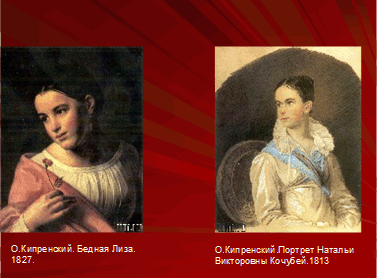 О.Кипренский. Бедная Лиза.
1827.
О.Кипренский.Портрет Натальи
Викторовны Кочубей.1813